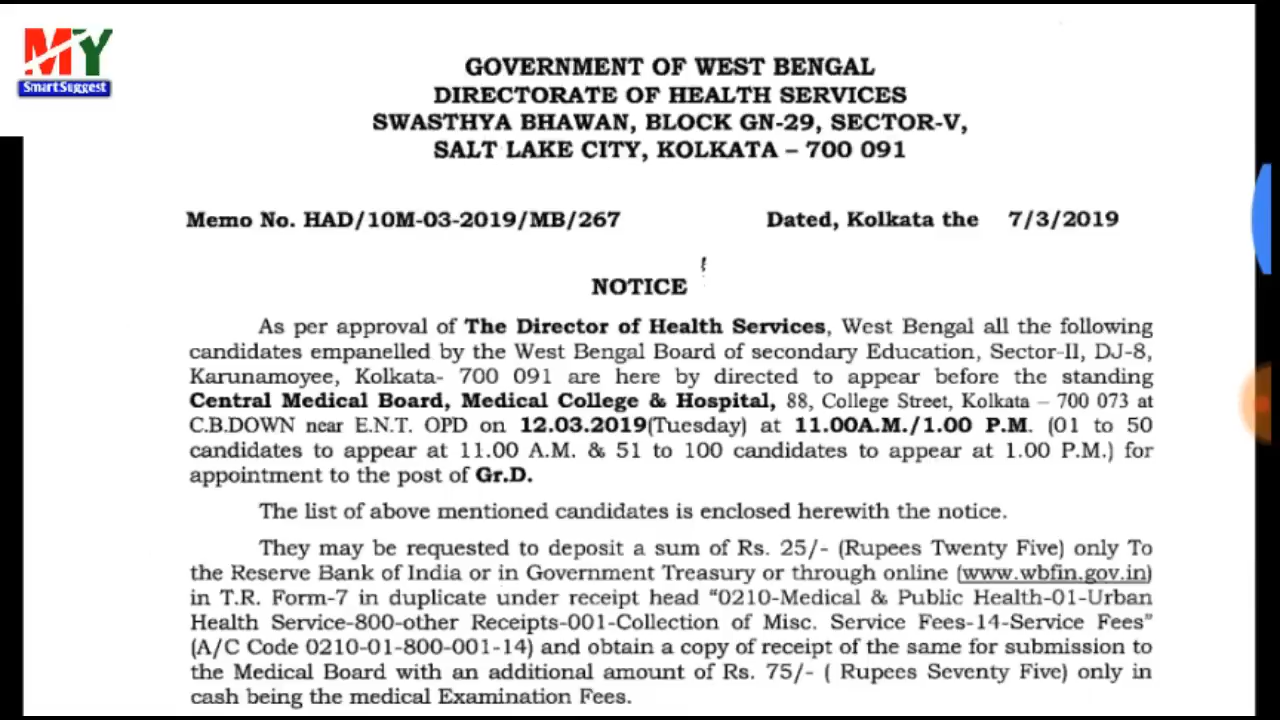 MY
SmartSuggest
GOVERNMENT OF WEST BENGAL
DIRECTORATE OF HEALTH SERVICES
SWASTHYA BHAWAN, BLOCK GN-29, SECTOR-V,
SALT LAKE CITY, KOLKATA – 700 091
Memo No. HAD/10M-03-2019/MB/267 Dated, Kolkata the 7/3/2019
NOTICE
As per approval of The Director of Health Services, West Bengal all the following
candidates empanelled by the West Bengal Board of secondary Education, Sector-II, DJ-8,
Karunamoyee, Kolkata- 700 091 are here by directed to appear before the standing
Central Medical Board, Medical College & Hospital, 88, College Street, Kolkata – 700 073 at
C.B.DOWN near E.N.T. OPD on 12.03.2019(Tuesday) at 11.00A.M./1.00 P.M. (01 to 50
candidates to appear at 11.00 A.M. & 51 to 100 candidates to appear at 1.00 P.M.) for
appointment to the post of Gr.D.
The list of above mentioned candidates is enclosed herewith the notice.
They may be requested to deposit a sum of Rs. 25/- (Rupees Twenty Five) only To
the Reserve Bank of India or in Government Treasury or through online (www.wbfin.gov.in)
in T.R. Form-7 in duplicate under receipt head “0210-Medical & Public Health-01-Urban
Health Service-800-other Receipts-001-Collection of Misc. Service Fees-14-Service Fees”
(A/C Code 0210-01-800-001-14) and obtain a copy of receipt of the same for submission to
the Medical Board with an additional amount of Rs. 75/- ( Rupees Seventy Five) only in
cash being the medical Examination Fees.